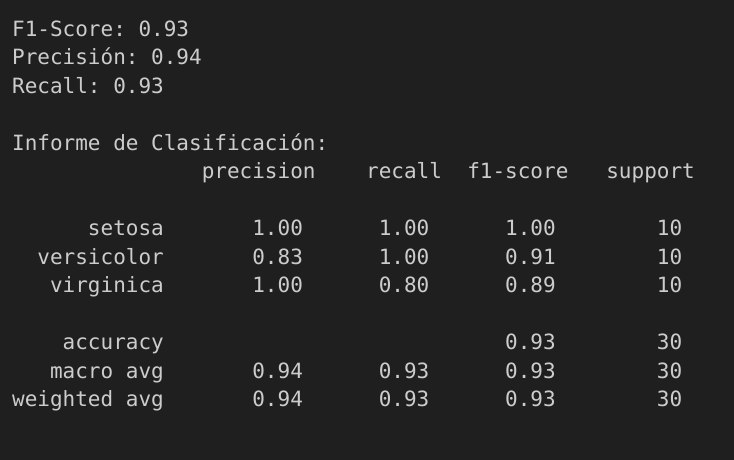 F1-Score: 0.93
Precisión: 0.94
Recall: 0.93
Informe de Clasificación:
precision recall f1-score support
setosa 1.00 1.00 1.00 10
versicolor 0.83 1.00 0.91 10
virginica 1.00 0.80 0.89 10
accuracy 0.93 30
macro avg 0.94 0.93 0.93 30
weighted avg 0.94 0.93 0.93 30